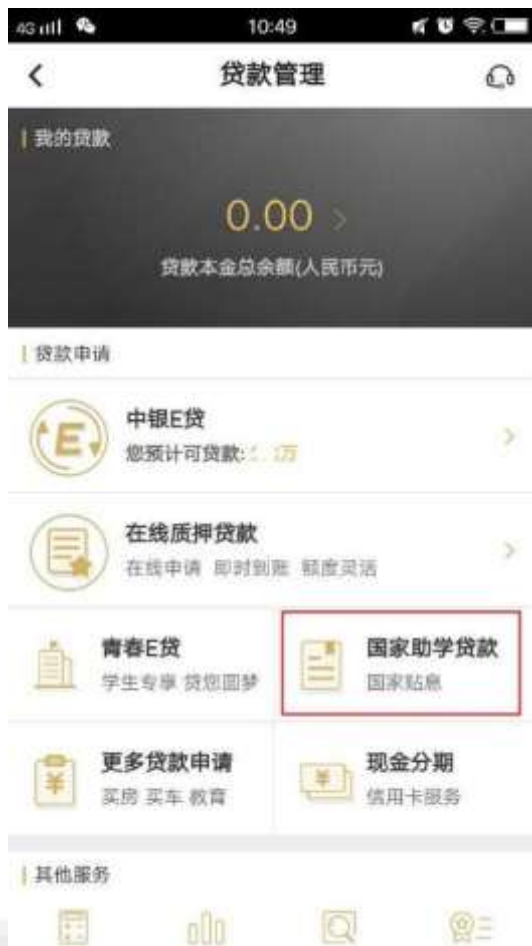 4G 10:49
贷款管理
我的贷款
0.00
贷款本金总余额(人民币元)
贷款申请
中银E贷
您预计可贷款: 万
在线质押贷款
在线申请 即时到账 额度灵活
青春E贷
学生专享 贷您圆梦
国家助学贷款
国家贴息
更多贷款申请
买房 买车 教育
现金分期
信用卡服务
其他服务